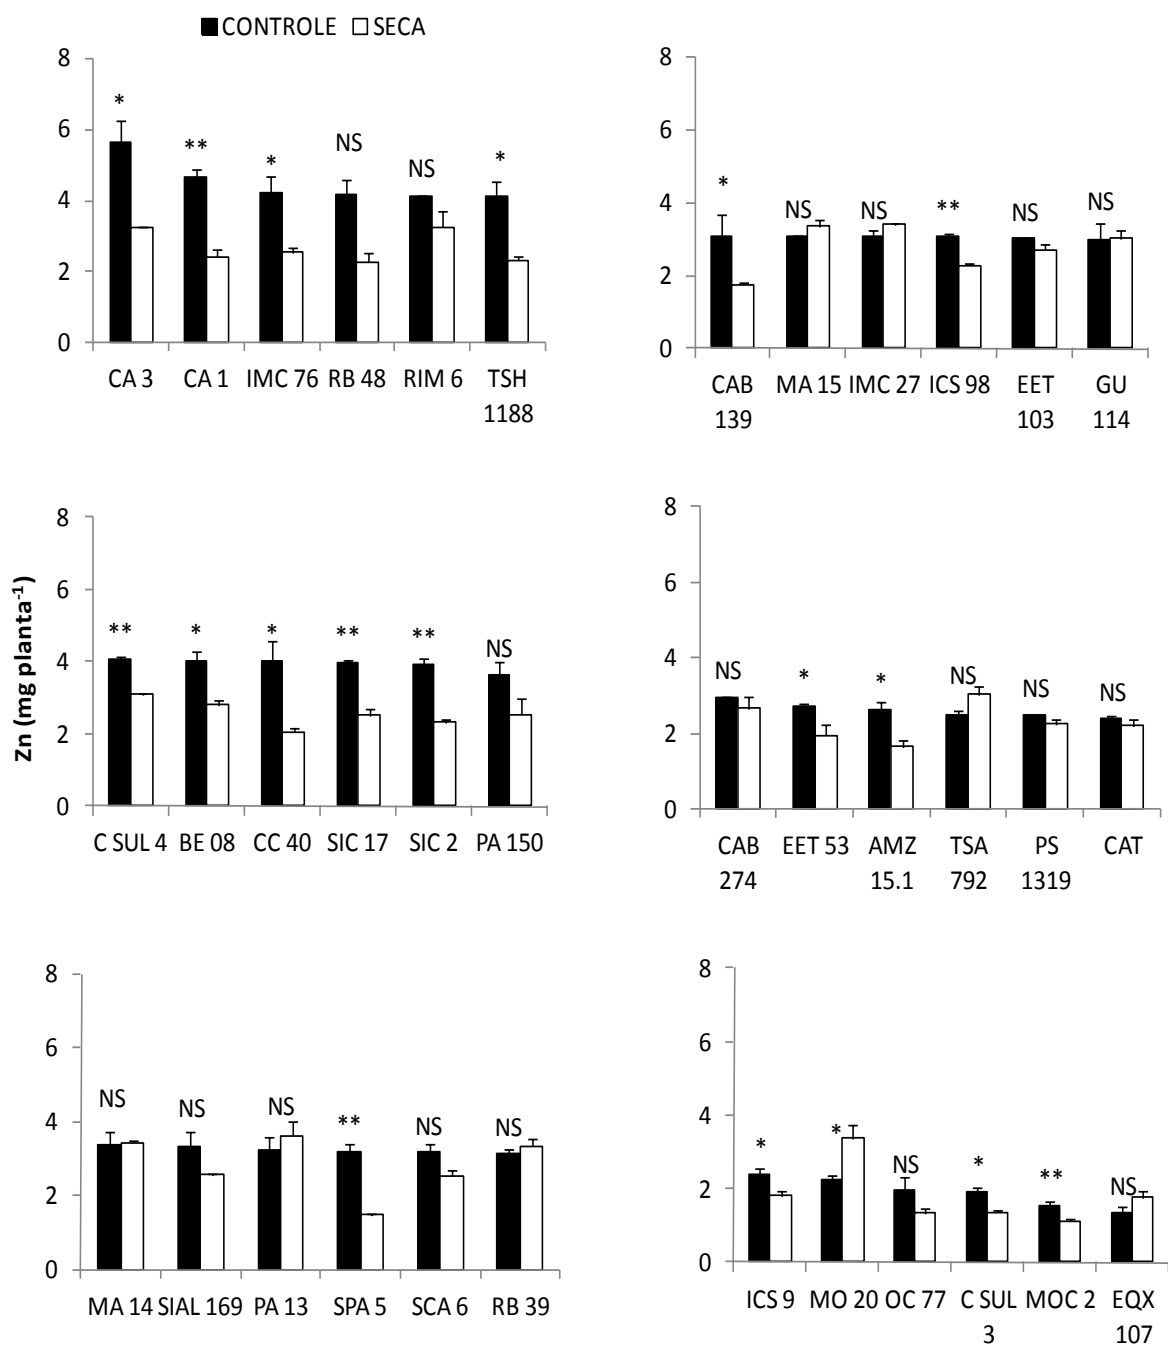 CONTROLE SECA
8
6
4
2
0
* ** * NS NS *
CA 3 CA 1 IMC 76 RB 48 RIM 6 TSH
1188
8
6
4
2
0
* NS NS ** NS NS
CAB MA 15 IMC 27 ICS 98 EET GU
139 103 114
Zn (mg planta⁻¹)
8
6
4
2
0
** * * ** ** NS
C SUL 4 BE 08 CC 40 SIC 17 SIC 2 PA 150
8
6
4
2
0
NS * * NS NS NS
CAB EET 53 AMZ TSA PS CAT
274 15.1 792 1319
8
6
4
2
0
NS NS NS ** NS NS
MA 14 SIAL 169 PA 13 SPA 5 SCA 6 RB 39
8
6
4
2
0
* * NS * ** NS
ICS 9 MO 20 OC 77 C SUL MOC 2 EQX
3 107